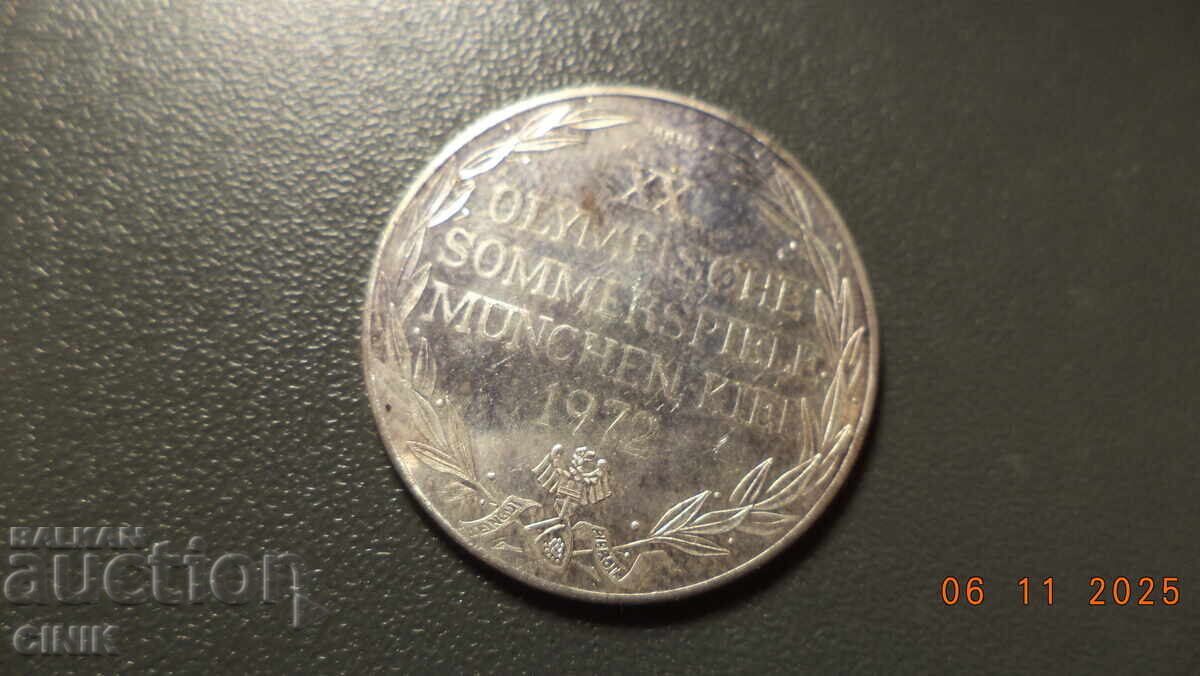 XX.
OLYMPISCHE
SOMMERSPIELE
MÜNCHEN, KIEL
1972
BALKAN
auction
CINIK
06 11 2025